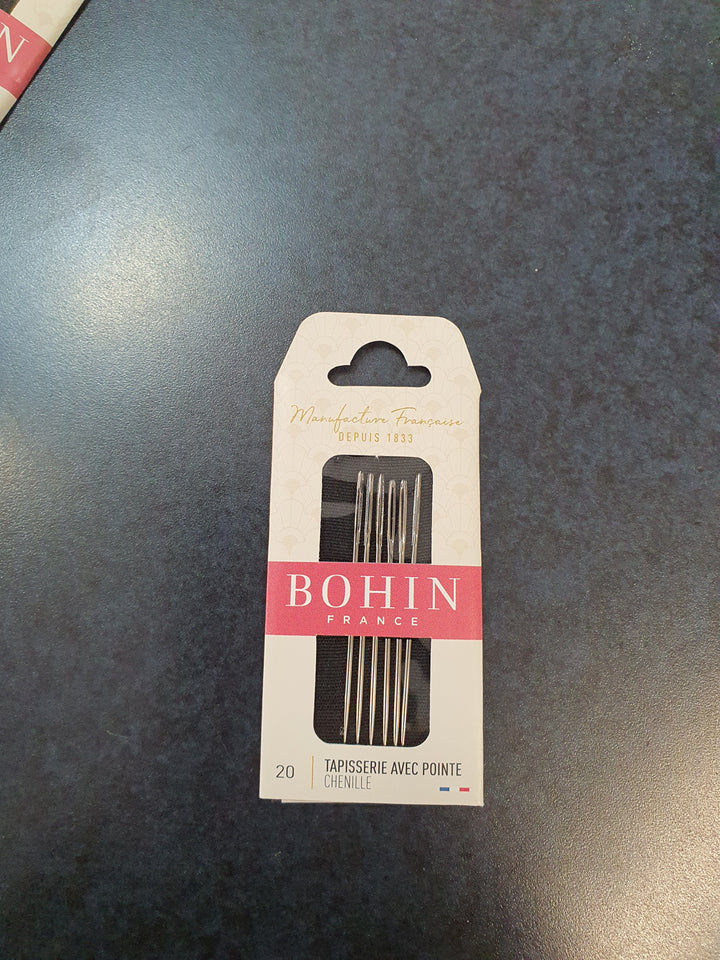 N
Manufacture Française
DEPUIS 1833
BOHIN
FRANCE
20
TAPISSERIE AVEC POINTE
CHENILLE